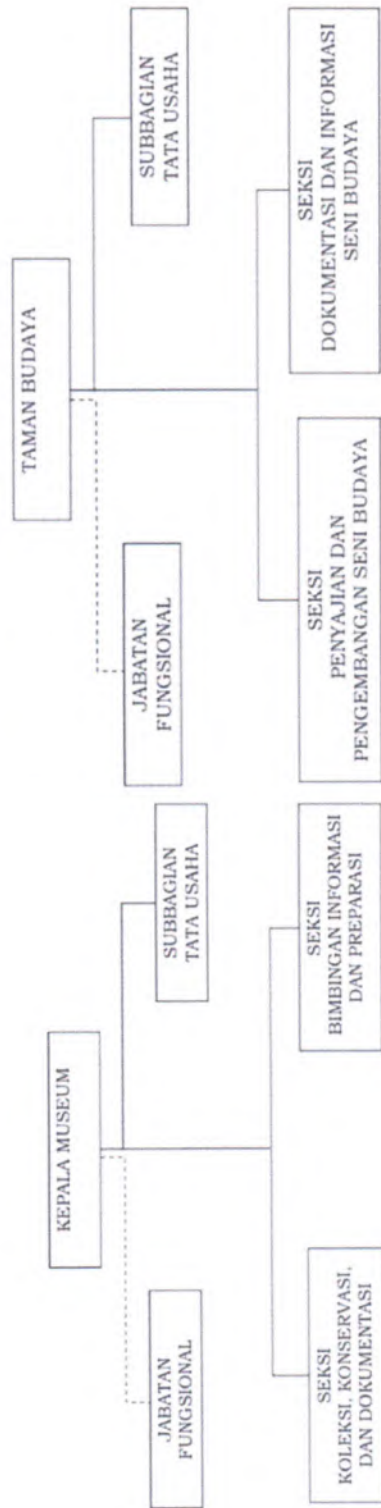 KEPALA MUSEUM
JABATAN
FUNGSIONAL
SUBBAGIAN
TATA USAHA
SEKSI
KOLEKSI, KONSERVASI,
DAN DOKUMENTASI
SEKSI
BIMBINGAN INFORMASI
DAN PREPARASI
TAMAN BUDAYA
JABATAN
FUNGSIONAL
SUBBAGIAN
TATA USAHA
SEKSI
PENYAJIAN DAN
PENGEMBANGAN SENI BUDAYA
SEKSI
DOKUMENTASI DAN INFORMASI
SENI BUDAYA